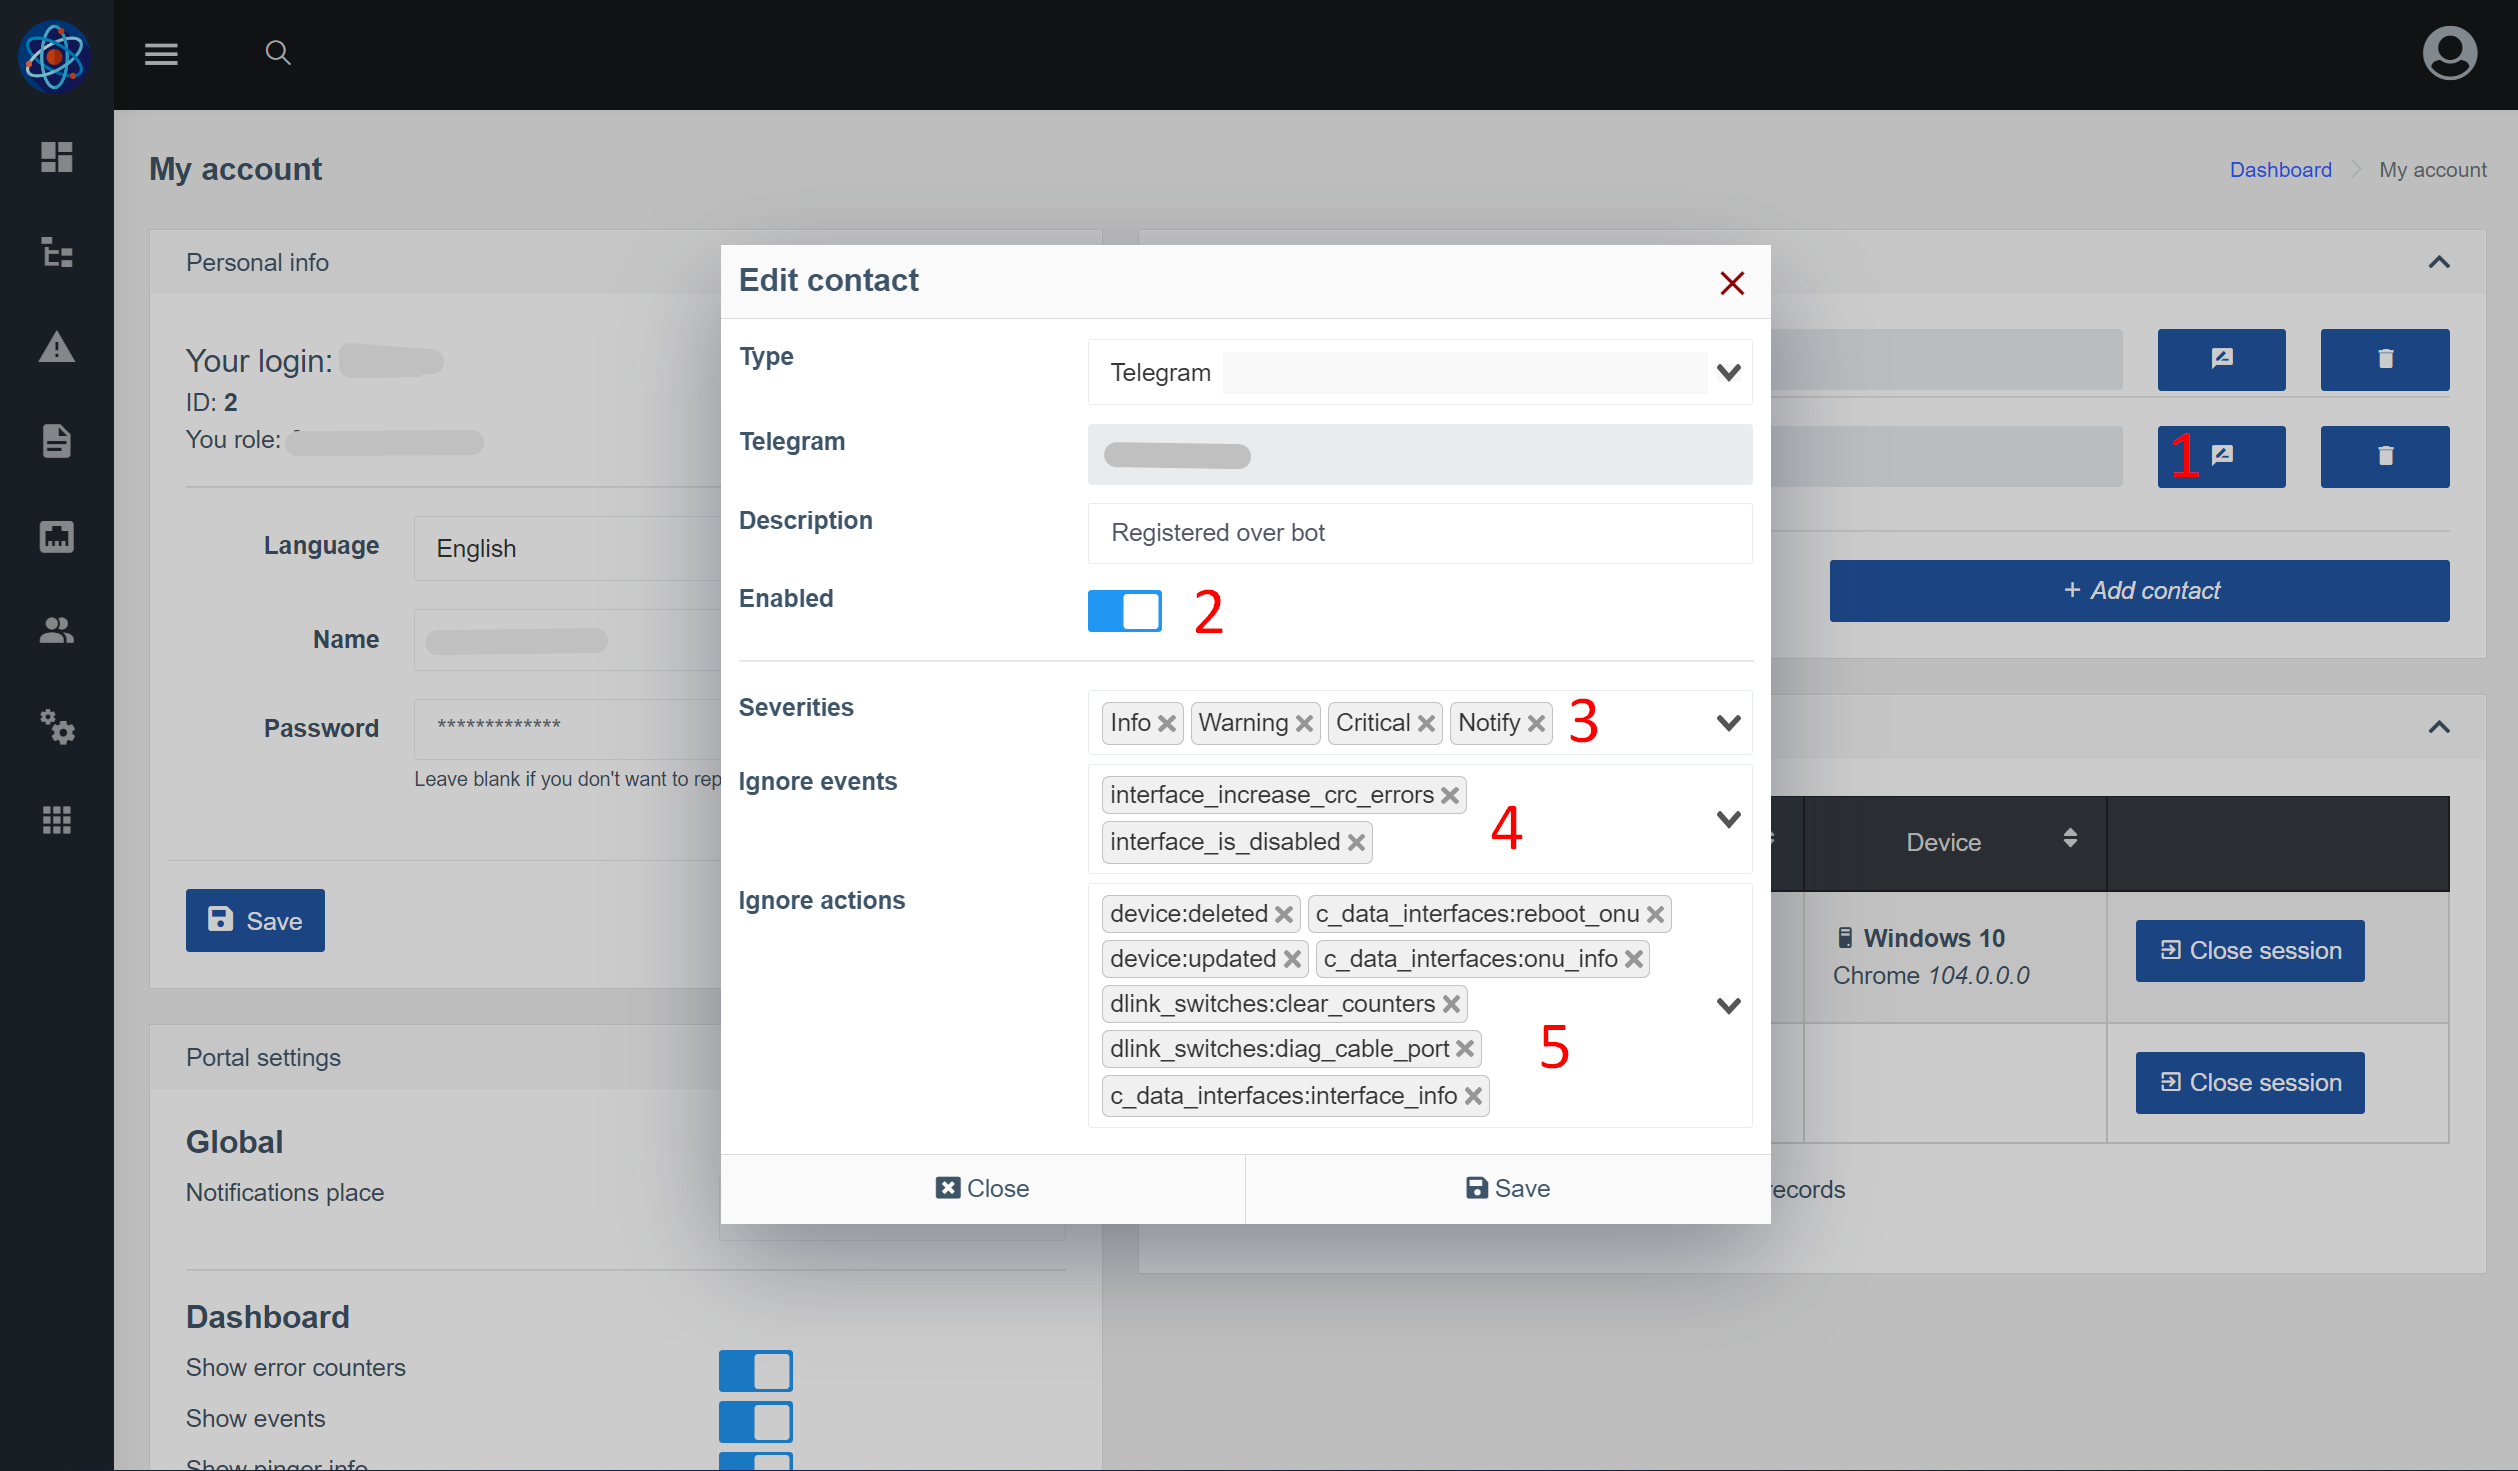 My account
Dashboard
My account
Personal info
Your login:
ID: 2
You role:
Language
English
Name
Password
*************
Leave blank if you don't want to rep
Save
Portal settings
Global
Notifications place
Dashboard
Show error counters
Show events
Show pinger info
Edit contact
Type
Telegram
Telegram
Description
Registered over bot
Enabled
2
Severities
Info
Warning
Critical
Notify
3
Ignore events
interface_increase_crc_errors
interface_is_disabled
4
Ignore actions
device:deleted
c_data_interfaces:reboot_onu
device:updated
c_data_interfaces:onu_info
dlink_switches:clear_counters
dlink_switches:diag_cable_port
c_data_interfaces:interface_info
5
Close
Save
1
+ Add contact
Device
Windows 10
Chrome 104.0.0.0
Close session
Close session
records